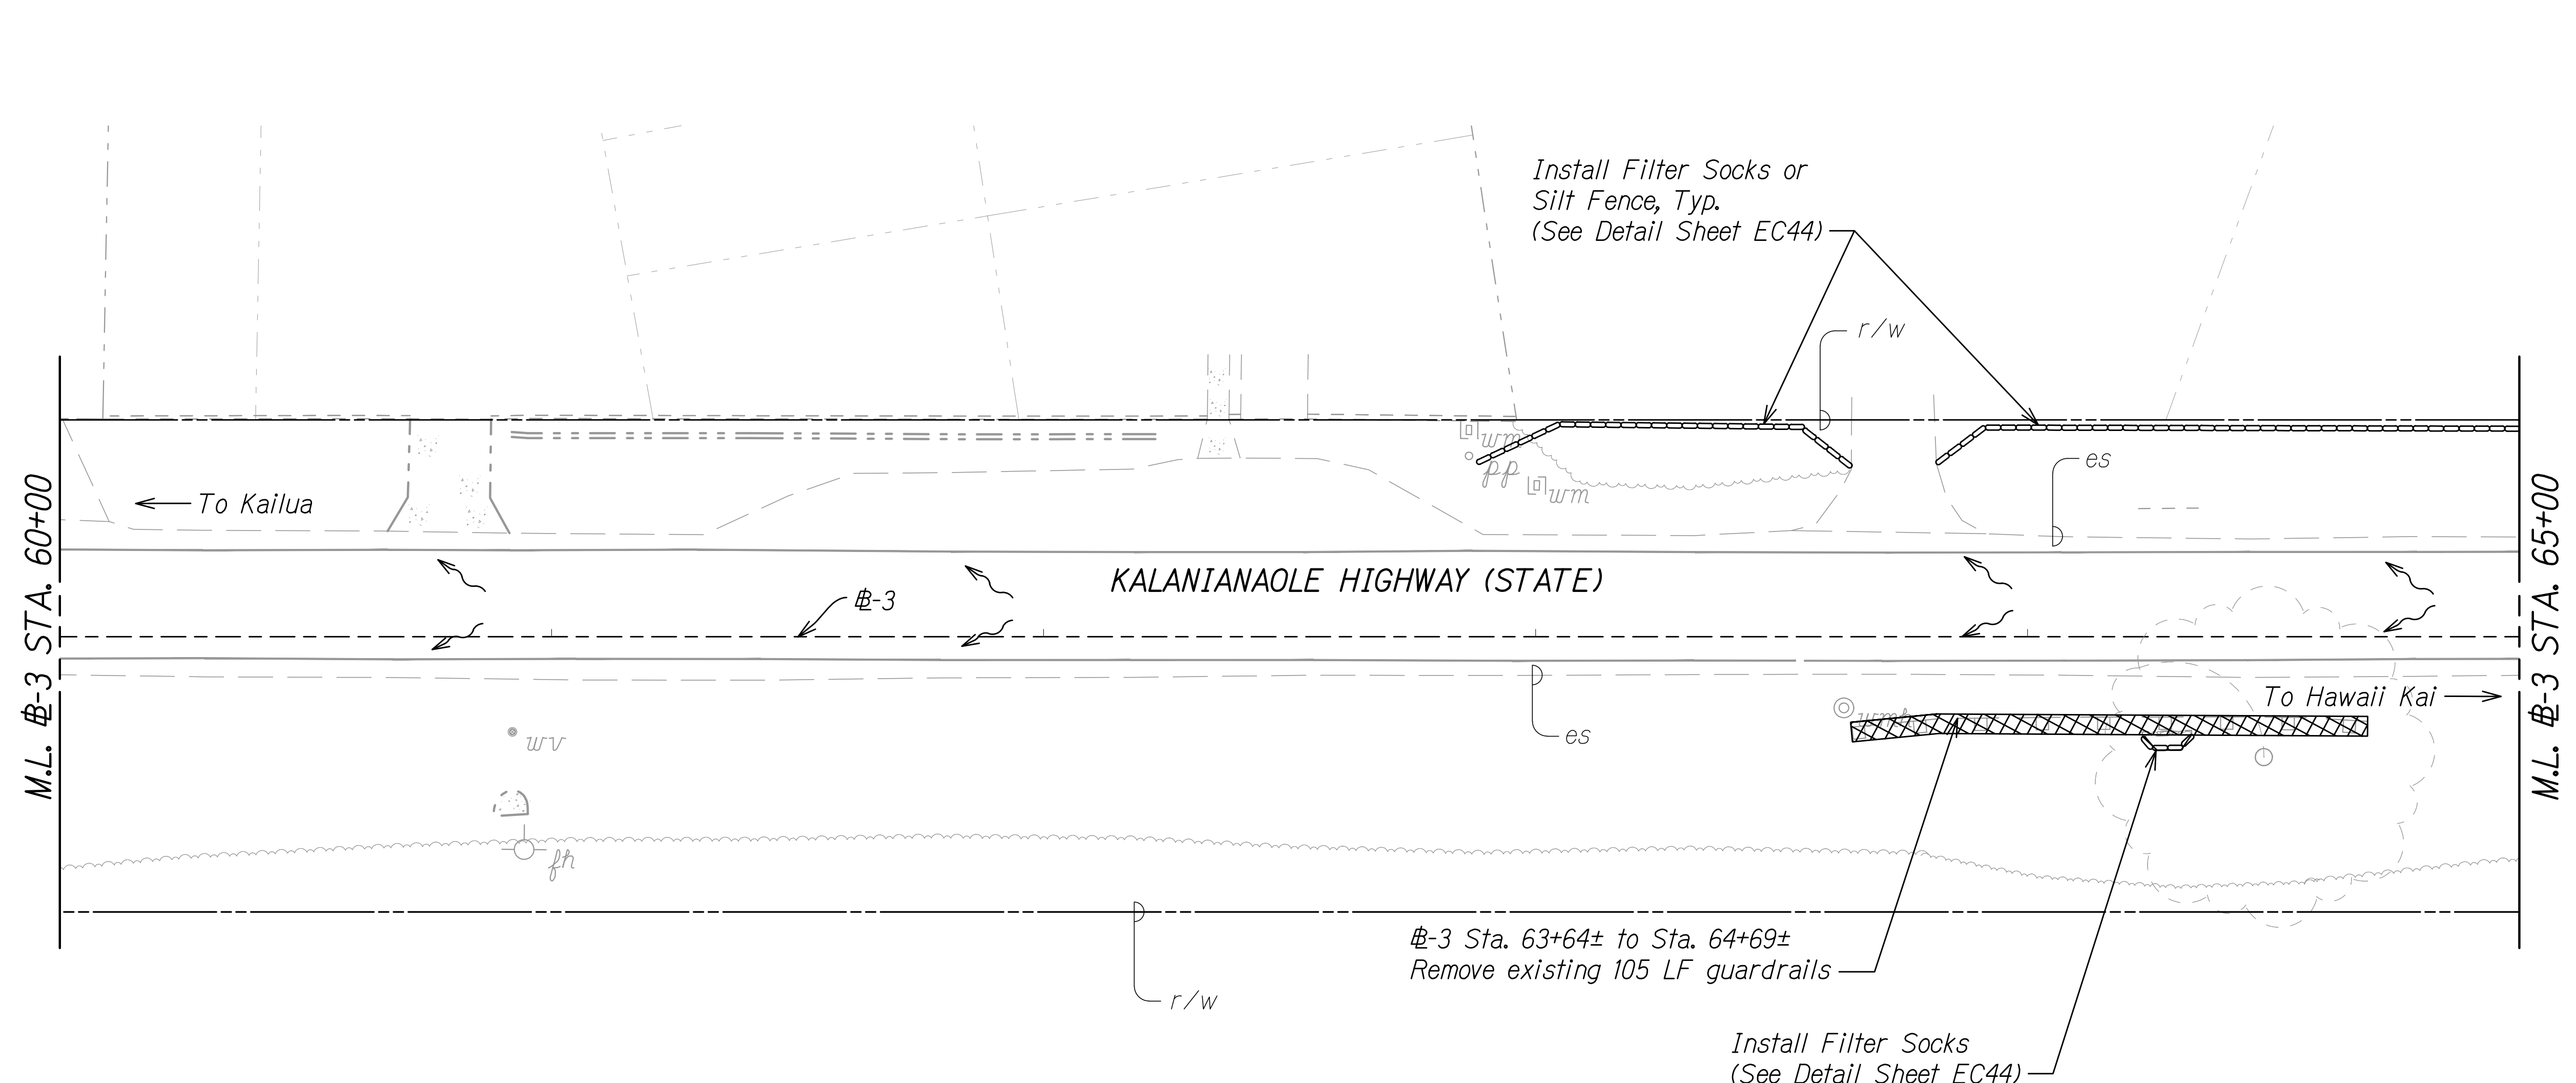 Install Filter Socks or
Silt Fence, Typ.
(See Detail Sheet EC44)
r/w
wm
pp
wm
es
To Kailua
M.L. ⅊-3 STA. 60+00
KALANIANAOLE HIGHWAY (STATE)
⅊-3
M.L. ⅊-3 STA. 65+00
To Hawaii Kai
wv
es
fh
⅊-3 Sta. 63+64± to Sta. 64+69±
Remove existing 105 LF guardrails
r/w
Install Filter Socks
(See Detail Sheet EC44)